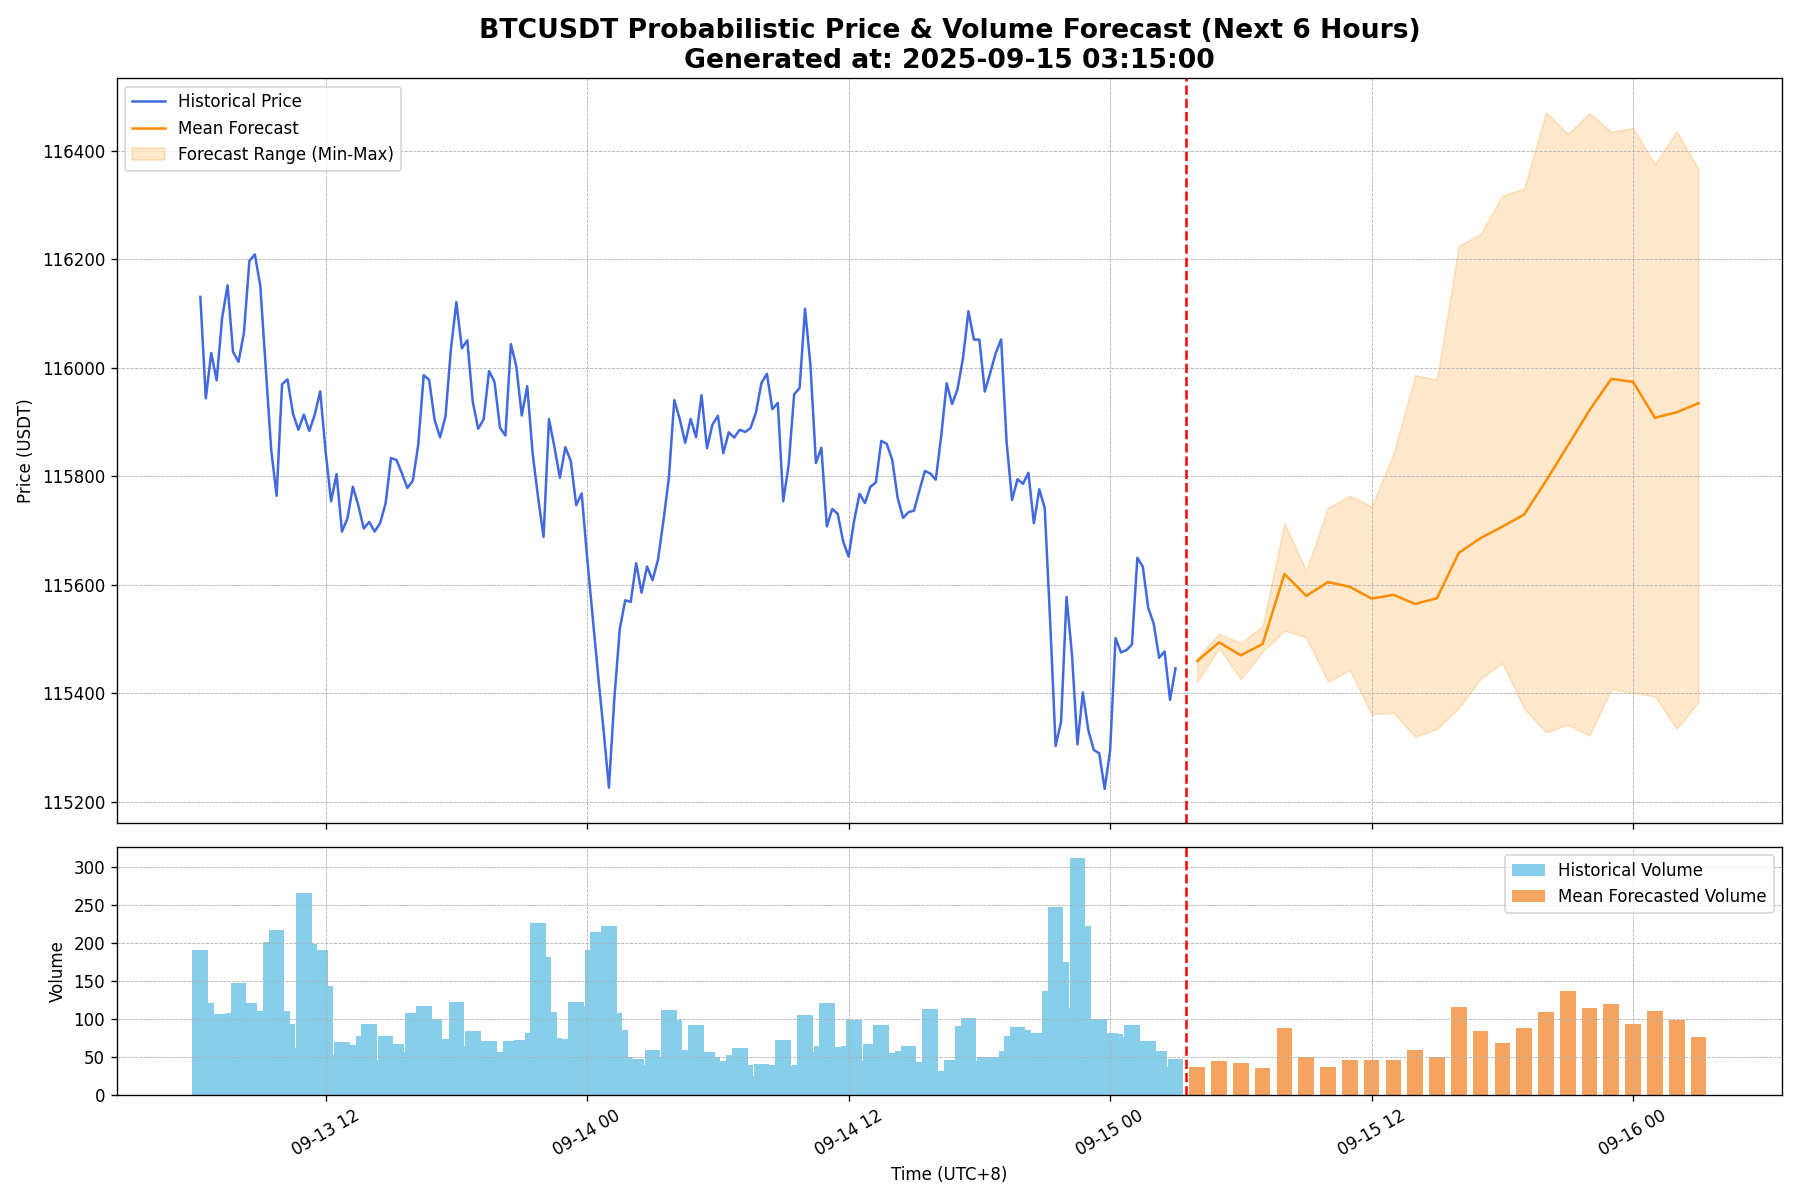 BTCUSDT Probabilistic Price & Volume Forecast (Next 6 Hours)
Generated at: 2025-09-15 03:15:00
Historical Price
Mean Forecast
Forecast Range (Min-Max)
Price (USDT)
116400
116200
116000
115800
115600
115400
115200
Historical Volume
Mean Forecasted Volume
Volume
300
250
200
150
100
50
0
09-13 12
09-14 00
09-14 12
09-15 00
09-15 12
09-16 00
Time (UTC+8)